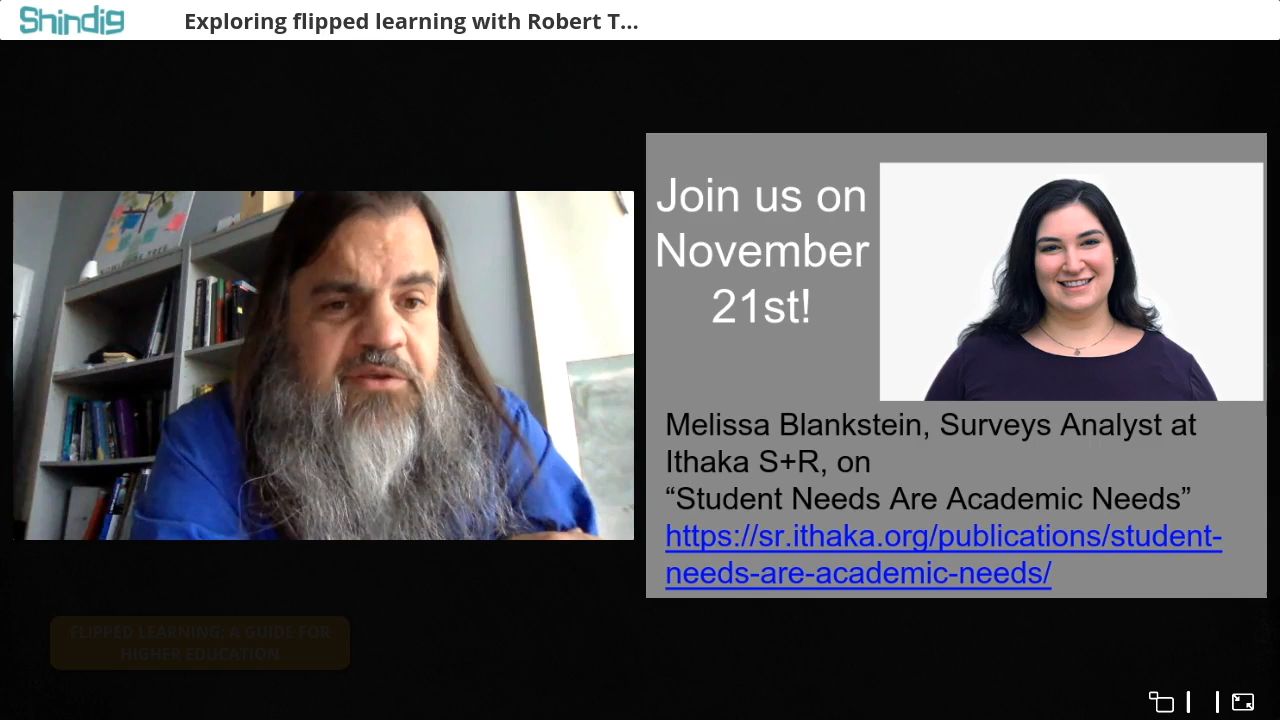 Shindig
Exploring flipped learning with Robert T...
Join us on
November
21st!
Melissa Blankstein, Surveys Analyst at
Ithaka S+R, on
“Student Needs Are Academic Needs”
https://sr.ithaka.org/publications/student-
needs-are-academic-needs/
FLIPPED LEARNING: A GUIDE FOR
HIGHER EDUCATION